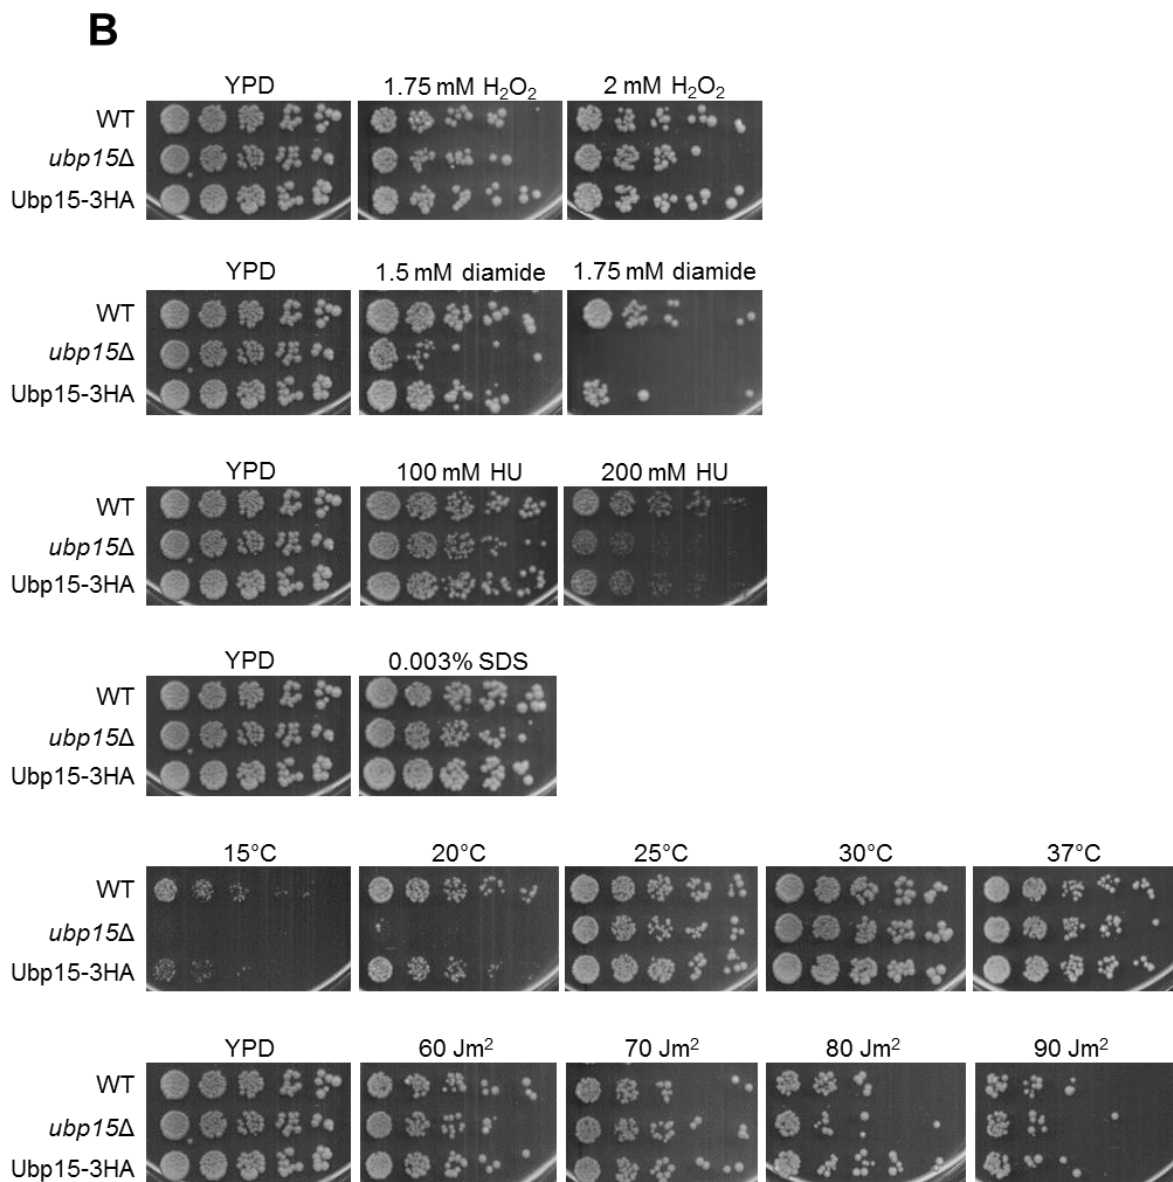 B
YPD 1.75 mM H₂O₂ 2 mM H₂O₂
WT
ubp15Δ
Ubp15-3HA
YPD 1.5 mM diamide 1.75 mM diamide
WT
ubp15Δ
Ubp15-3HA
YPD 100 mM HU 200 mM HU
WT
ubp15Δ
Ubp15-3HA
YPD 0.003% SDS
WT
ubp15Δ
Ubp15-3HA
15°C 20°C 25°C 30°C 37°C
WT
ubp15Δ
Ubp15-3HA
YPD 60 Jm² 70 Jm² 80 Jm² 90 Jm²
WT
ubp15Δ
Ubp15-3HA